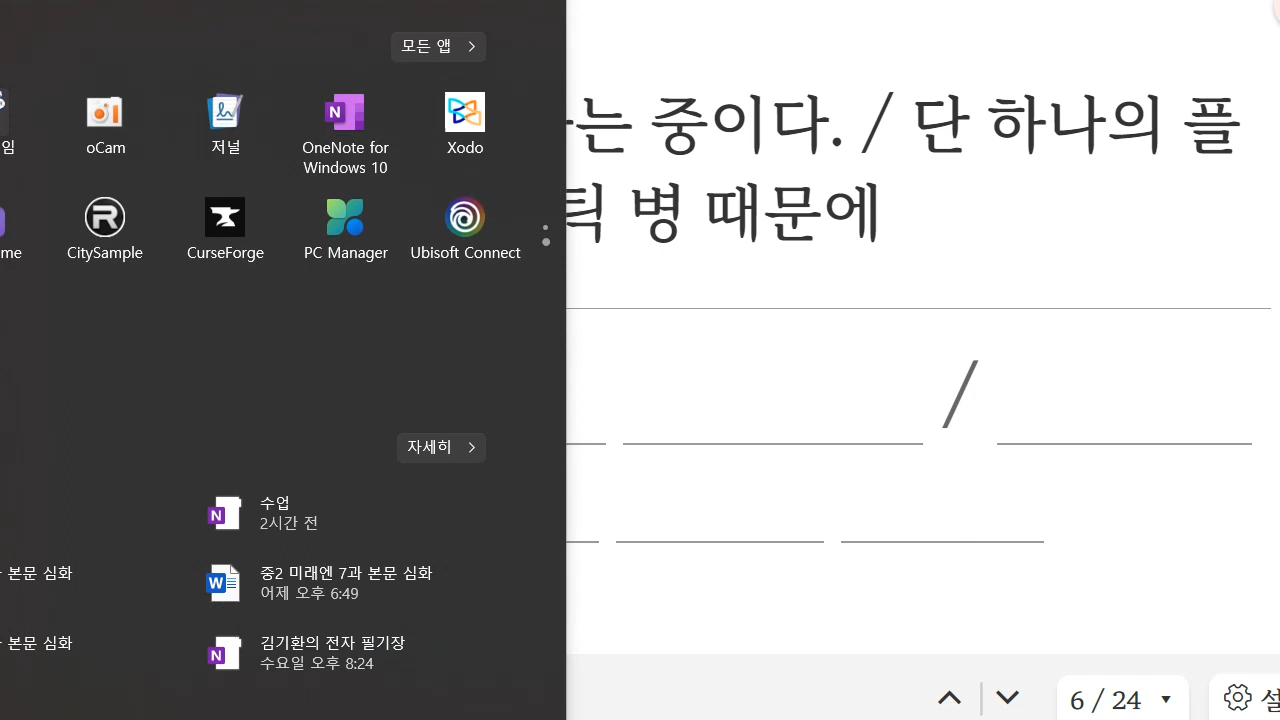 모든 앱
임
oCam
저널
OneNote for
Windows 10
Xodo
me
CitySample
CurseForge
PC Manager
Ubisoft Connect
는 중이다. / 단 하나의 플
틱 병 때문에
/
자세히
수업
2시간 전
본문 심화
중2 미래엔 7과 본문 심화
어제 오후 6:49
본문 심화
김기환의 전자 필기장
수요일 오후 8:24
6 / 24